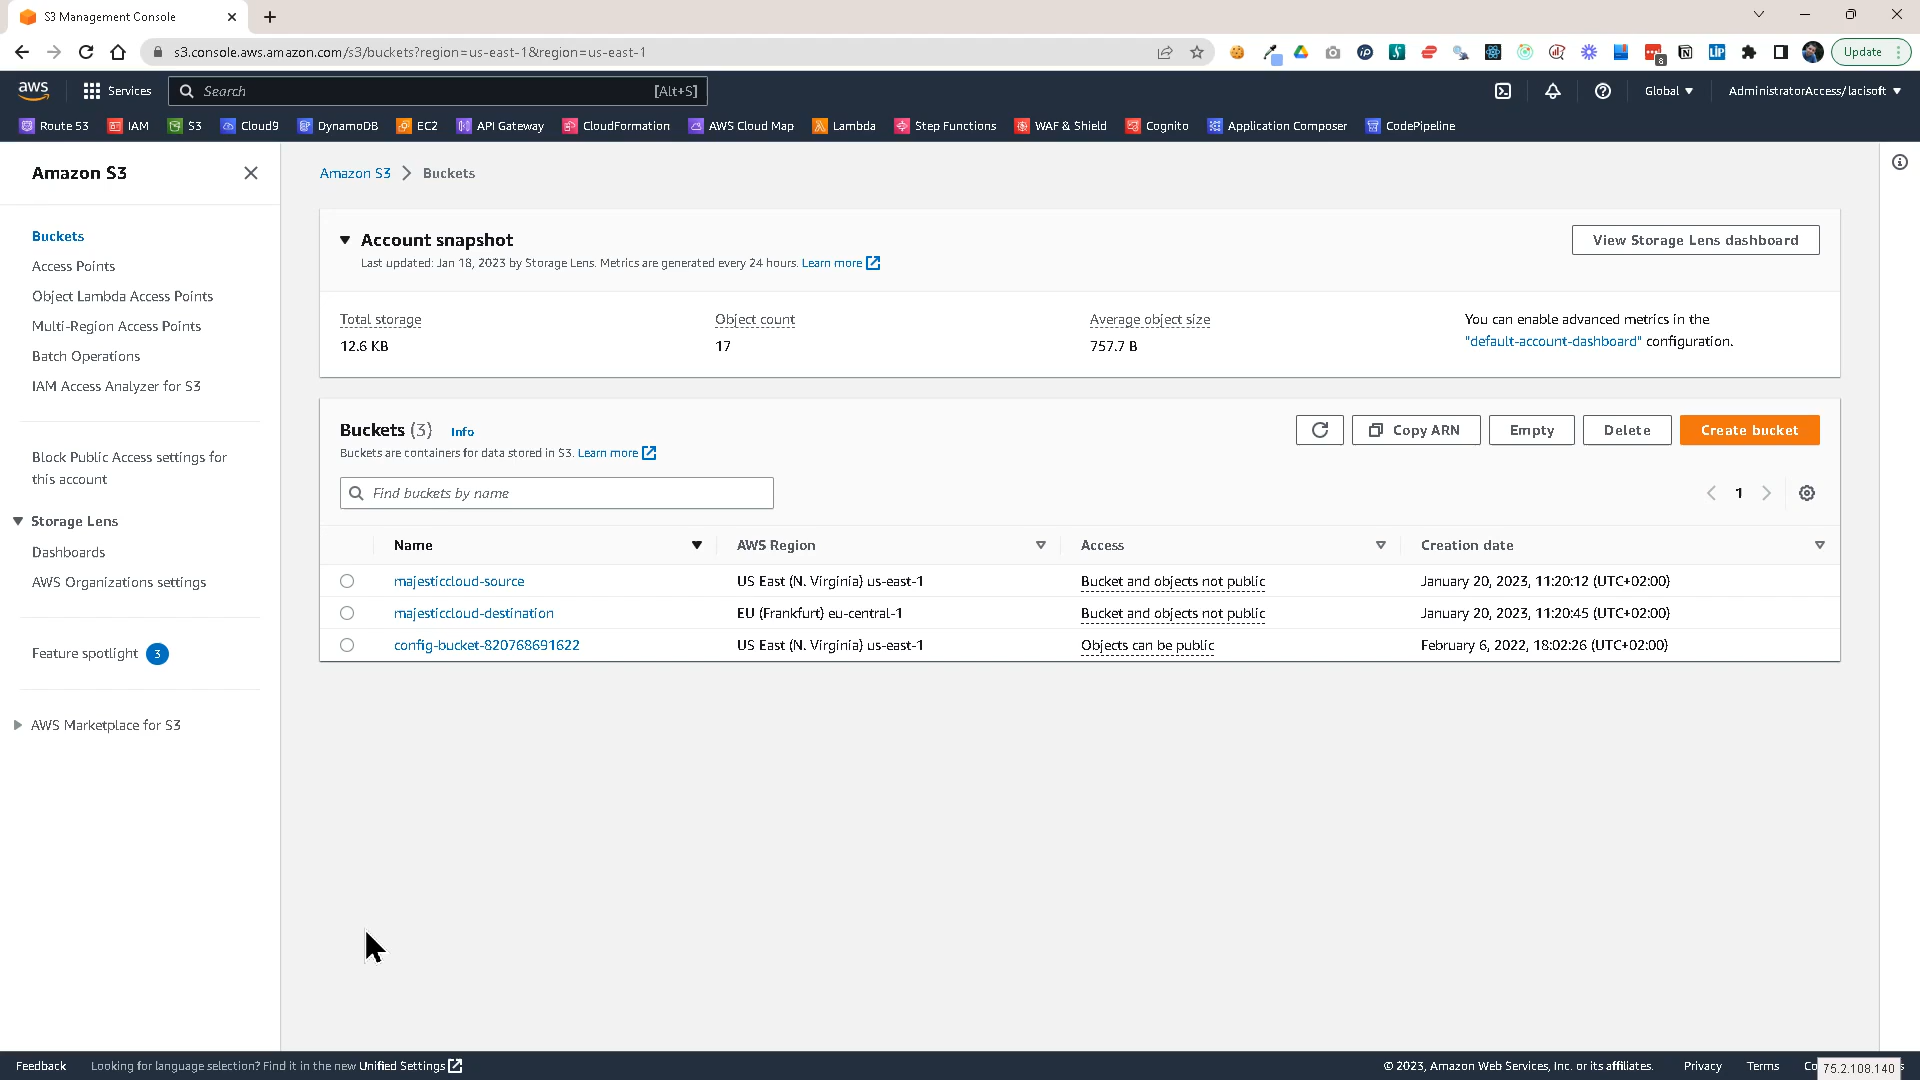 S3 Management Console
s3.console.aws.amazon.com/s3/buckets?region=us-east-1&region=us-east-1
Update
aws
Services
Search
[Alt+S]
Global
AdministratorAccess/lacisoft
Route 53
IAM
S3
Cloud9
DynamoDB
EC2
API Gateway
CloudFormation
AWS Cloud Map
Lambda
Step Functions
WAF & Shield
Cognito
Application Composer
CodePipeline
Amazon S3
Buckets
Access Points
Object Lambda Access Points
Multi-Region Access Points
Batch Operations
IAM Access Analyzer for S3
Block Public Access settings for
this account
Storage Lens
Dashboards
AWS Organizations settings
Feature spotlight 3
AWS Marketplace for S3
Amazon S3 > Buckets
Account snapshot
Last updated: Jan 18, 2023 by Storage Lens. Metrics are generated every 24 hours. Learn more
View Storage Lens dashboard
Total storage
12.6 KB
Object count
17
Average object size
757.7 B
You can enable advanced metrics in the
"default-account-dashboard" configuration.
Buckets (3) Info
Buckets are containers for data stored in S3. Learn more
Copy ARN
Empty
Delete
Create bucket
Find buckets by name
1
Name AWS Region Access Creation date
majesticcloud-source US East (N. Virginia) us-east-1 Bucket and objects not public January 20, 2023, 11:20:12 (UTC+02:00)
majesticcloud-destination EU (Frankfurt) eu-central-1 Bucket and objects not public January 20, 2023, 11:20:45 (UTC+02:00)
config-bucket-820768691622 US East (N. Virginia) us-east-1 Objects can be public February 6, 2022, 18:02:26 (UTC+02:00)
Feedback
Looking for language selection? Find it in the new Unified Settings
© 2023, Amazon Web Services, Inc. or its affiliates.
Privacy
Terms
75.2.108.140